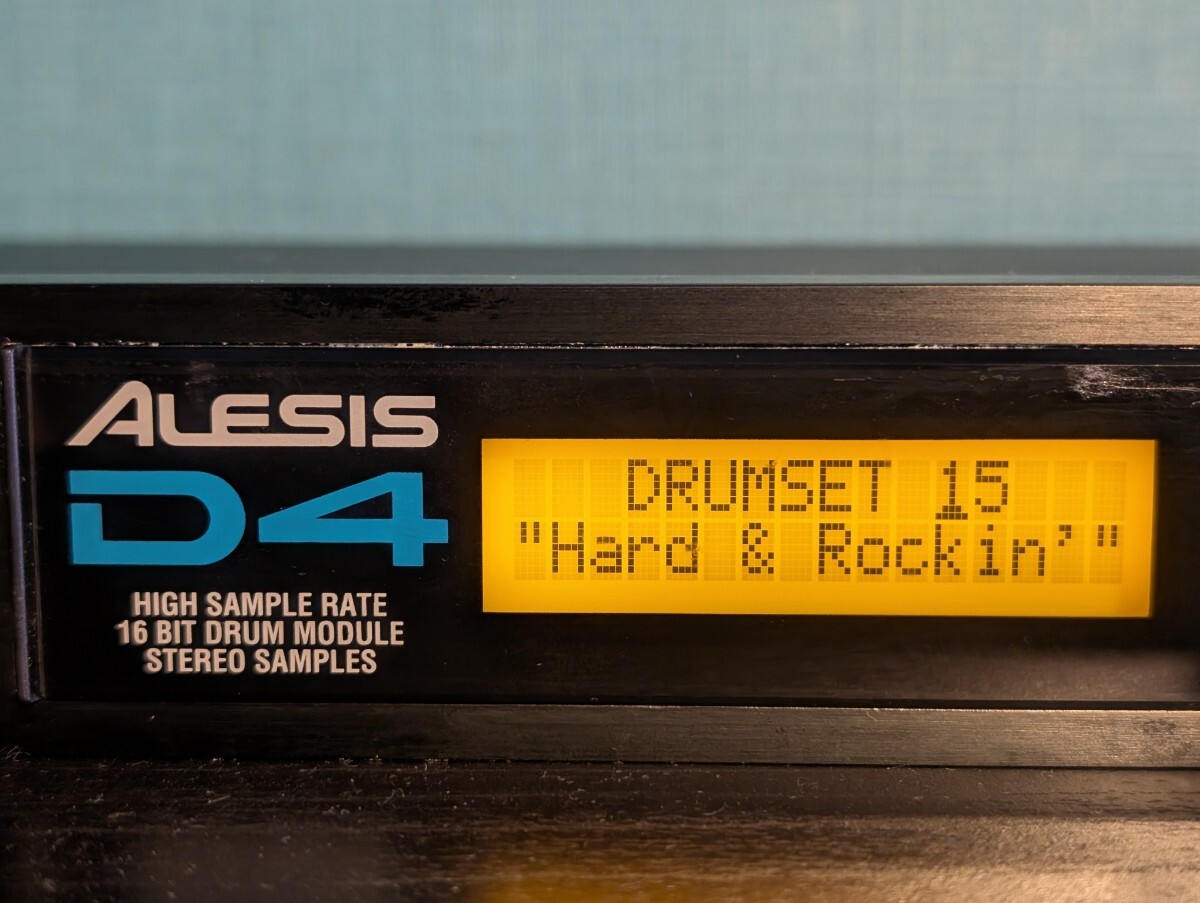 ALESIS
D4
HIGH SAMPLE RATE
16 BIT DRUM MODULE
STEREO SAMPLES
DRUMSET 15
"Hard & Rockin’"